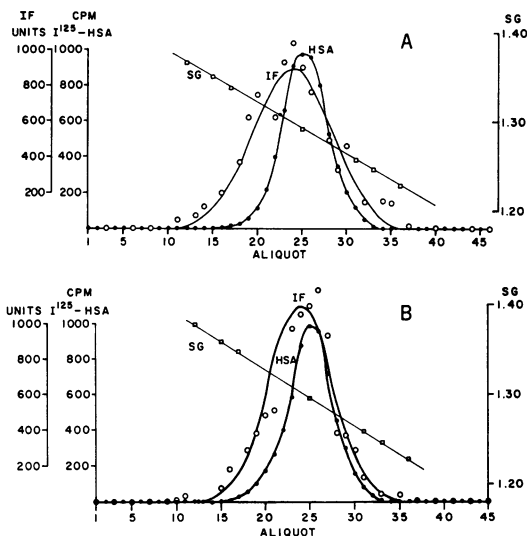 IF CPM SG
UNITS I125-HSA
A
1000 1000 1.40
800 800
600 600 1.30
400 400
200 200 1.20
SG IF HSA
1 5 10 15 20 25 30 35 40 45
ALIQUOT
CPM SG
UNITS I125-HSA
B
1000 1000 1.40
800 800
600 600 1.30
400 400
200 200 1.20
SG IF HSA
1 5 10 15 20 25 30 35 40 45
ALIQUOT